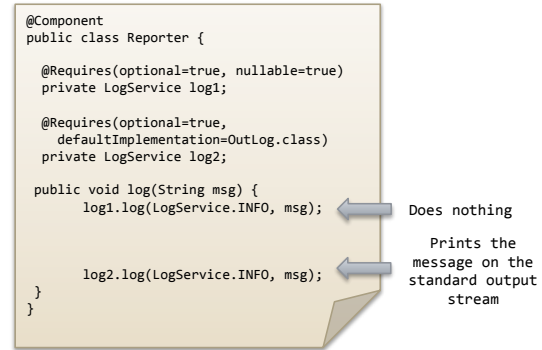 @Component
public class Reporter {
@Requires(optional=true, nullable=true)
private LogService log1;
@Requires(optional=true,
defaultImplementation=OutLog.class)
private LogService log2;
public void log(String msg) {
log1.log(LogService.INFO, msg);
Does nothing
log2.log(LogService.INFO, msg);
Prints the
message on the
standard output
stream
}
}